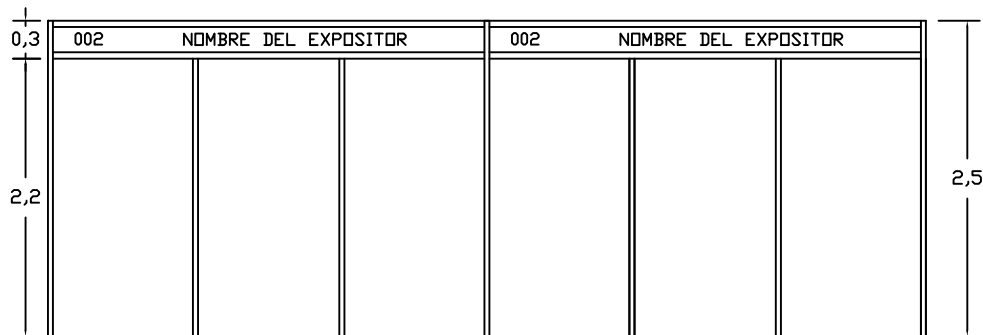 0,3
002 NOMBRE DEL EXPOSITOR
002 NOMBRE DEL EXPOSITOR
2,2
2,5